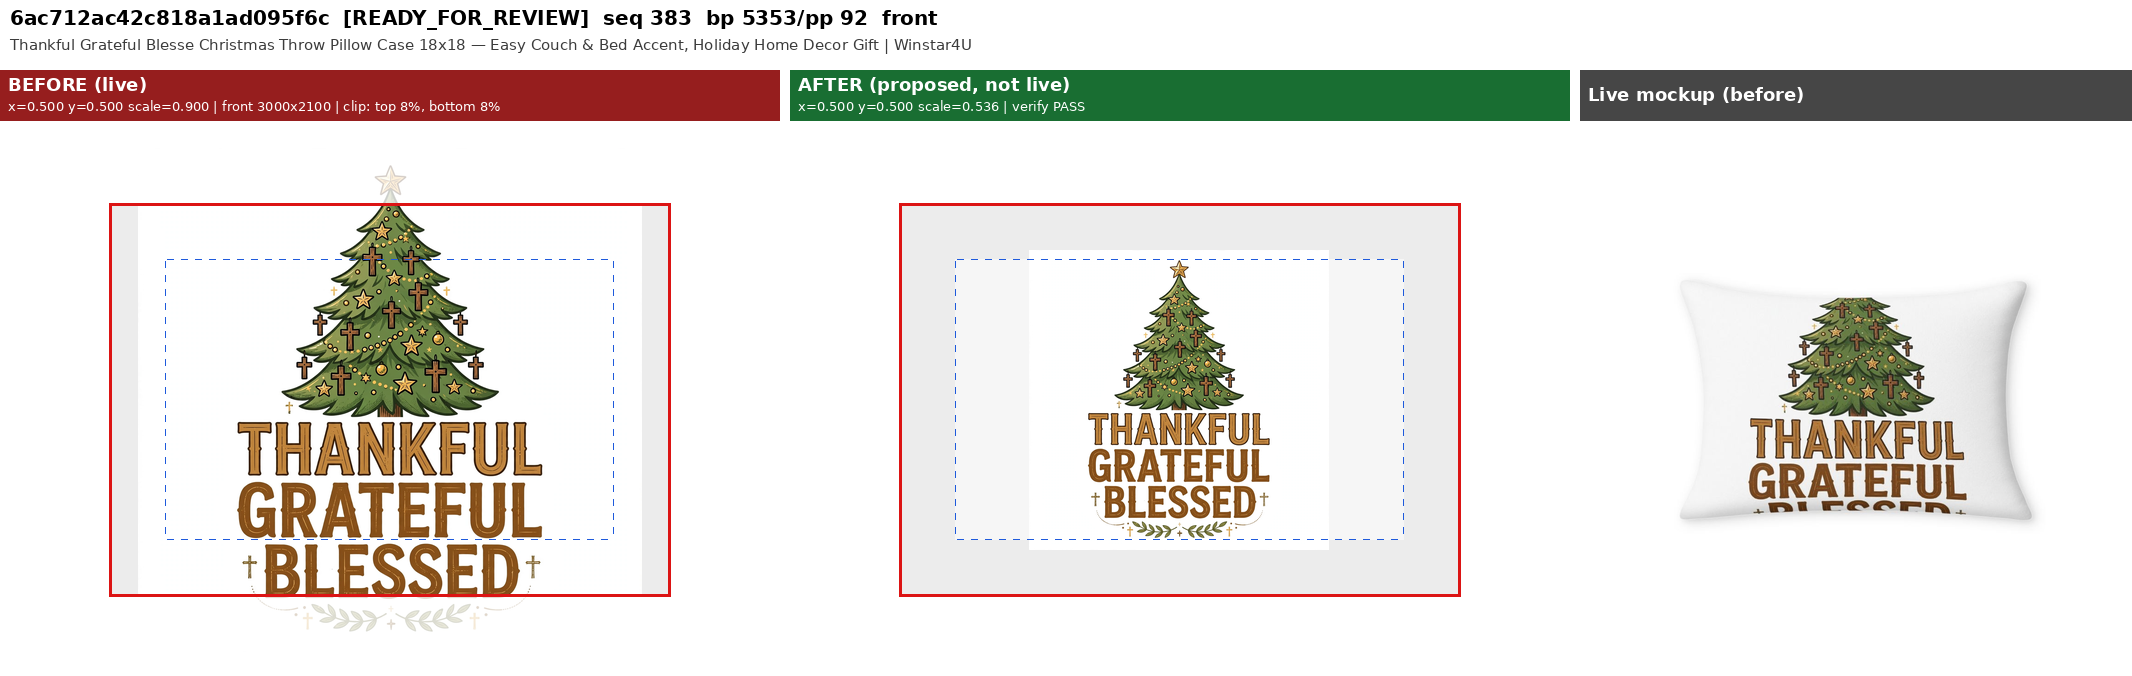 6ac712ac42c818a1ad095f6c [READY_FOR_REVIEW] seq 383 bp 5353/pp 92 front
Thankful Grateful Blesse Christmas Throw Pillow Case 18x18 — Easy Couch & Bed Accent, Holiday Home Decor Gift | Winstar4U
BEFORE (live)
x=0.500 y=0.500 scale=0.900 | front 3000x2100 | clip: top 8%, bottom 8%
THANKFUL
GRATEFUL
BLESSED
AFTER (proposed, not live)
x=0.500 y=0.500 scale=0.536 | verify PASS
THANKFUL
GRATEFUL
BLESSED
Live mockup (before)
THANKFUL
GRATEFUL
BLESSED